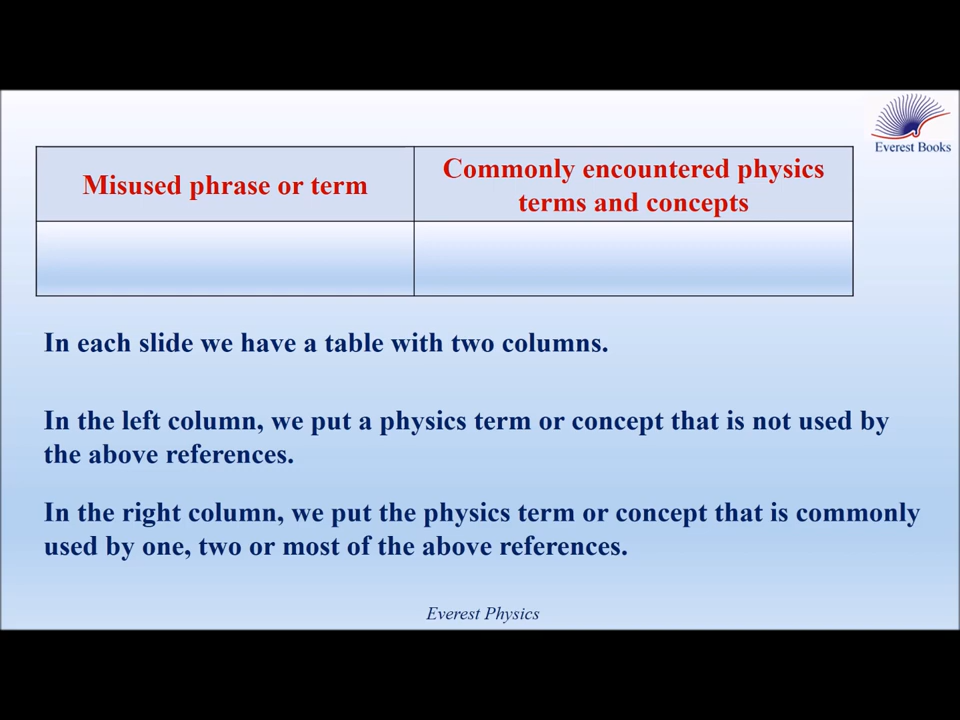 Everest Books
Misused phrase or term
Commonly encountered physics
terms and concepts
In each slide we have a table with two columns.
In the left column, we put a physics term or concept that is not used by
the above references.
In the right column, we put the physics term or concept that is commonly
used by one, two or most of the above references.
Everest Physics